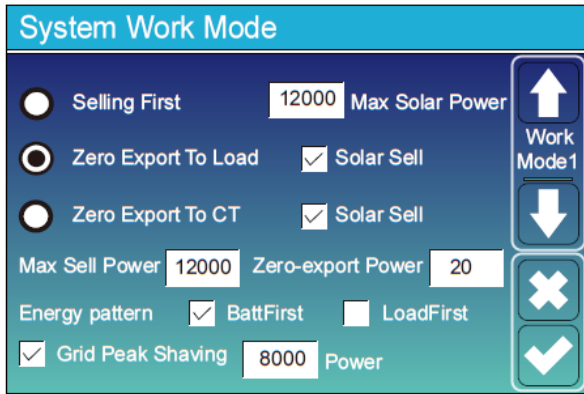 System Work Mode
Selling First 12000 Max Solar Power
Work
Mode1
Zero Export To Load Solar Sell
Zero Export To CT Solar Sell
Max Sell Power 12000 Zero-export Power 20
Energy pattern BattFirst LoadFirst
Grid Peak Shaving 8000 Power